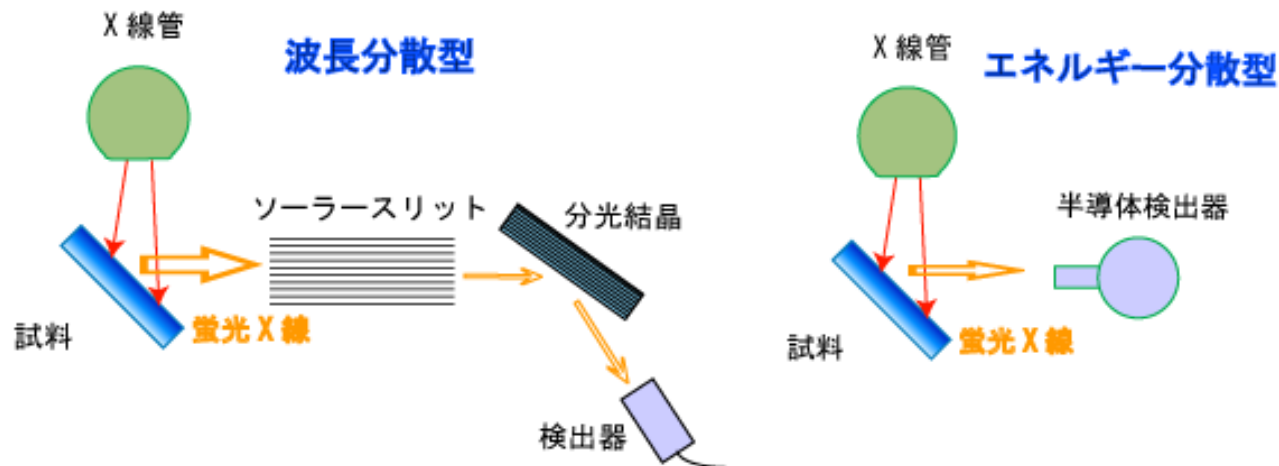 X 線管
波長分散型
ソーラースリット
分光結晶
試料
蛍光 X 線
検出器
X 線管
エネルギー分散型
半導体検出器
試料
蛍光 X 線